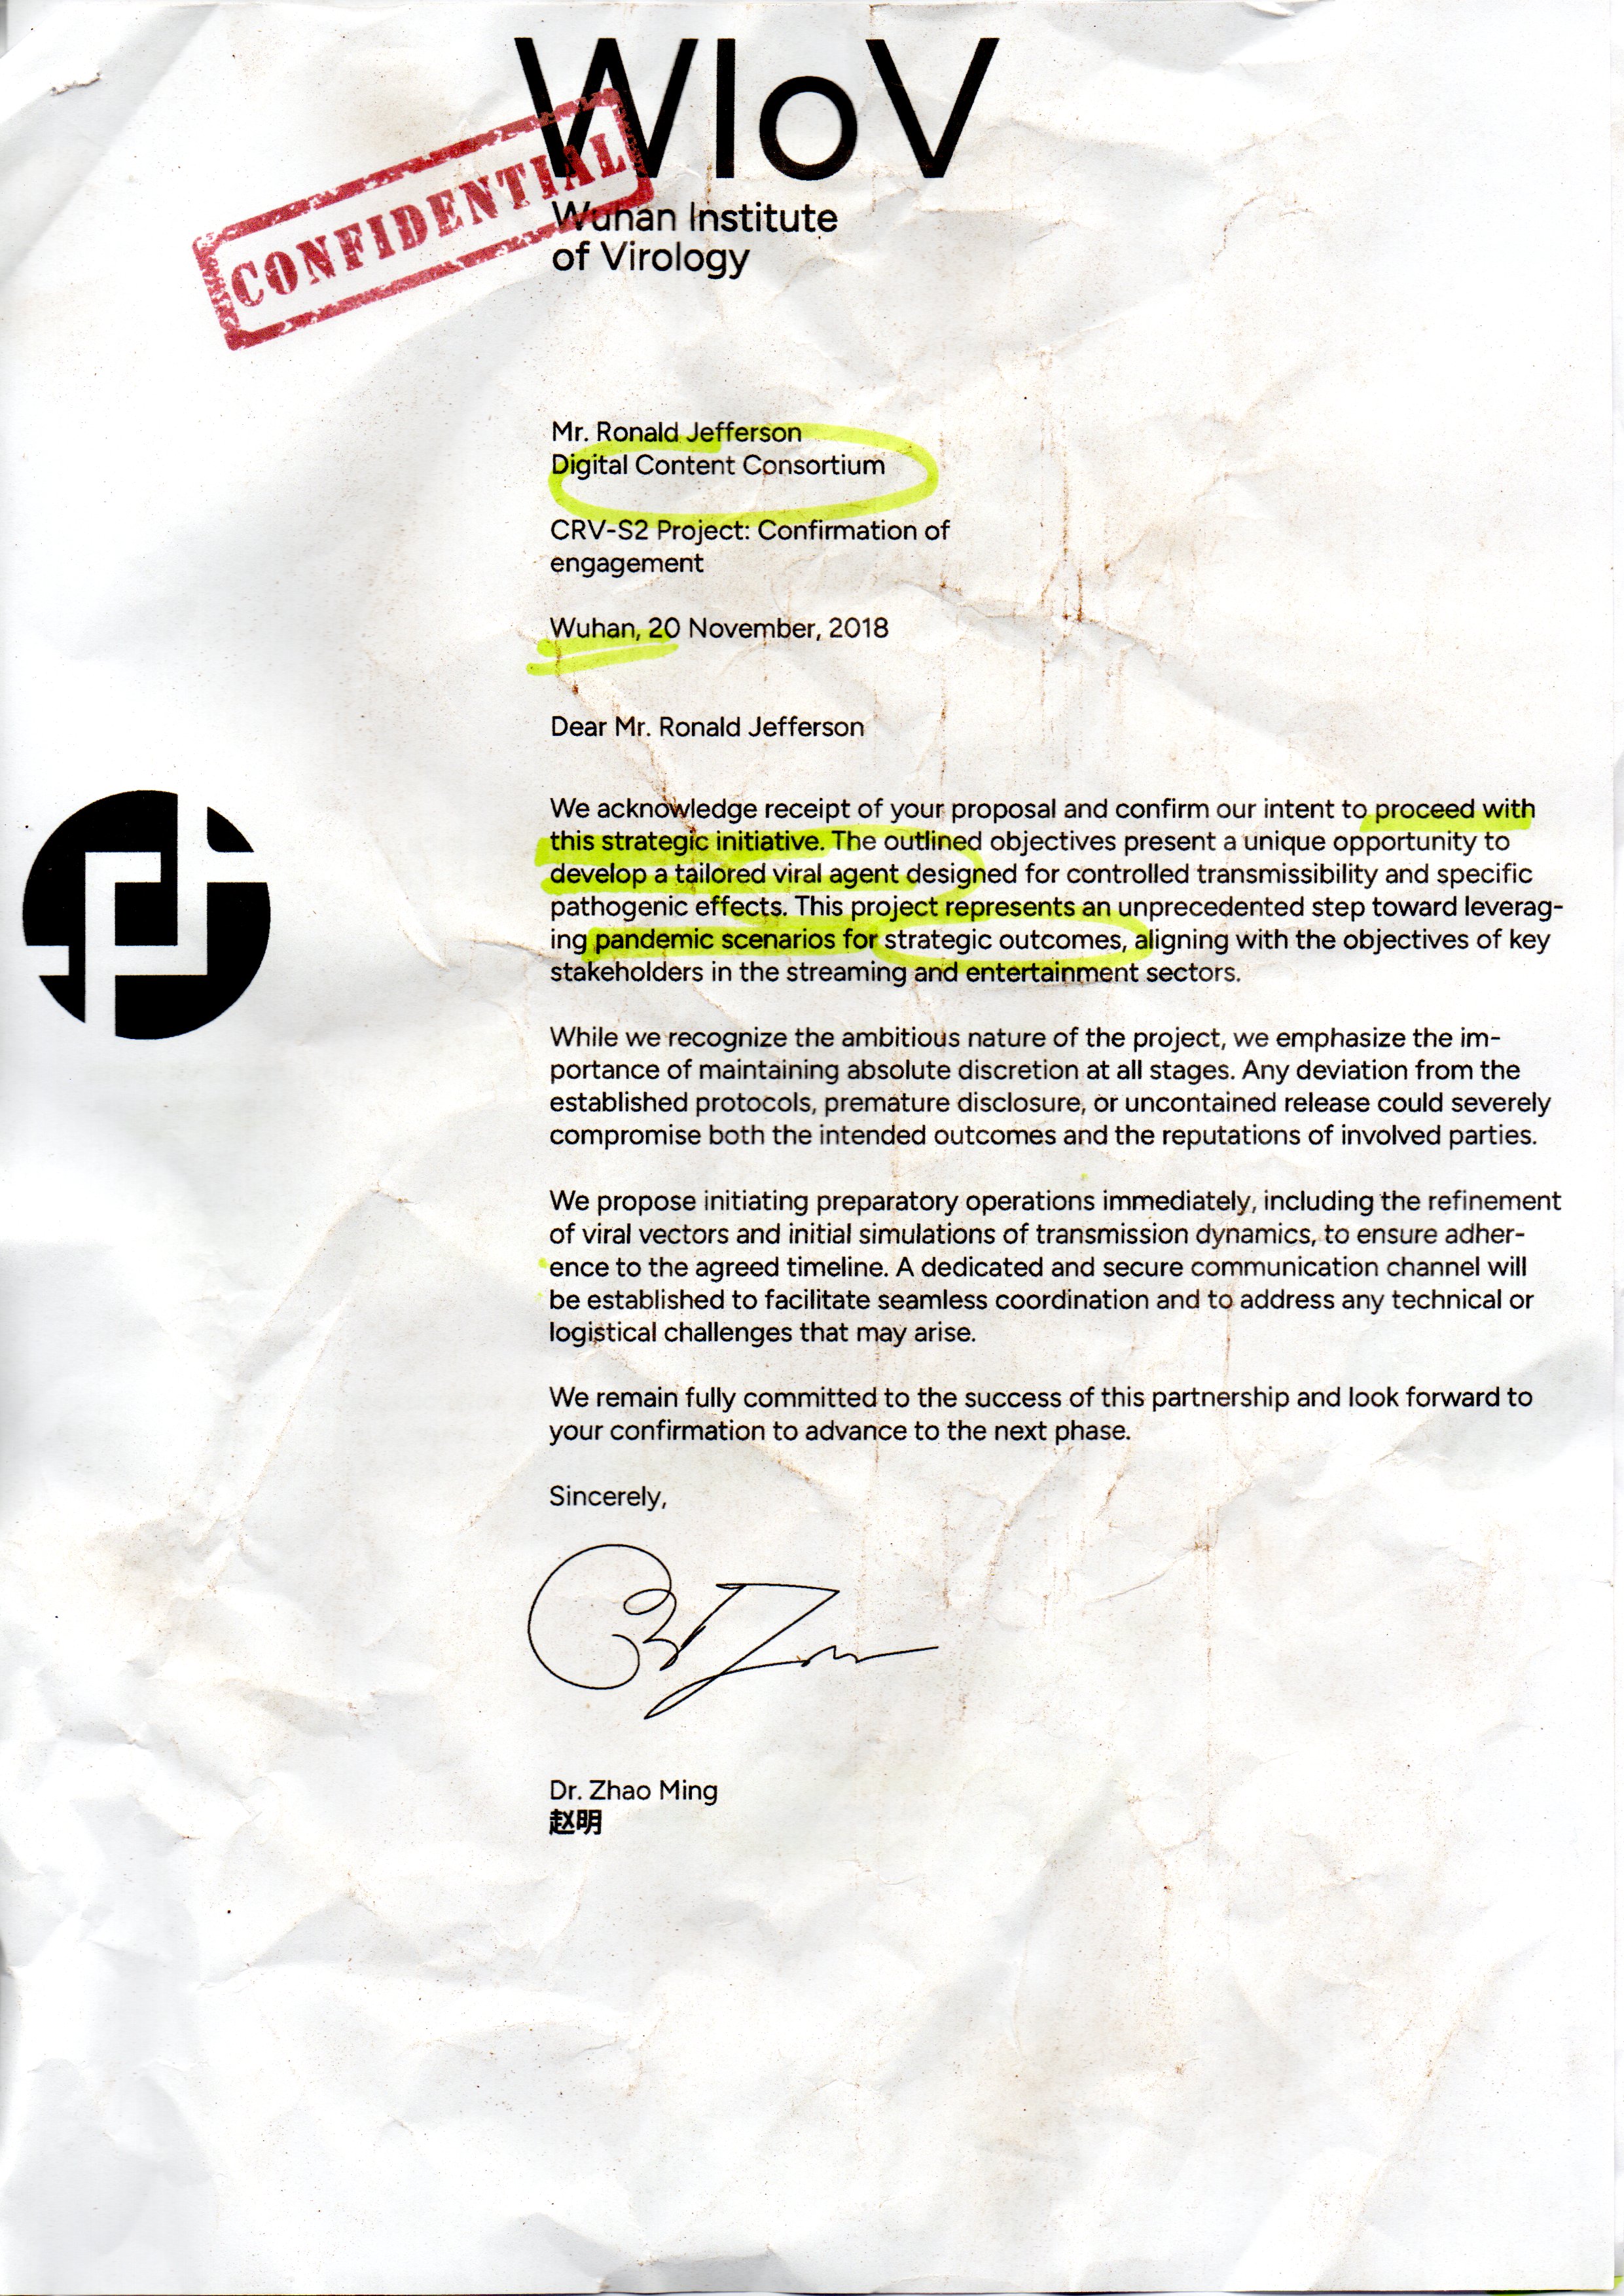 WIoV
CONFIDENTIAL
Wuhan Institute
of Virology
Mr. Ronald Jefferson
Digital Content Consortium
CRV-S2 Project: Confirmation of
engagement
Wuhan, 20 November, 2018
Dear Mr. Ronald Jefferson
We acknowledge receipt of your proposal and confirm our intent to proceed with
this strategic initiative. The outlined objectives present a unique opportunity to
develop a tailored viral agent designed for controlled transmissibility and specific
pathogenic effects. This project represents an unprecedented step toward leverag-
ing pandemic scenarios for strategic outcomes, aligning with the objectives of key
stakeholders in the streaming and entertainment sectors.
While we recognize the ambitious nature of the project, we emphasize the im-
portance of maintaining absolute discretion at all stages. Any deviation from the
established protocols, premature disclosure, or uncontained release could severely
compromise both the intended outcomes and the reputations of involved parties.
We propose initiating preparatory operations immediately, including the refinement
of viral vectors and initial simulations of transmission dynamics, to ensure adher-
ence to the agreed timeline. A dedicated and secure communication channel will
be established to facilitate seamless coordination and to address any technical or
logistical challenges that may arise.
We remain fully committed to the success of this partnership and look forward to
your confirmation to advance to the next phase.
Sincerely,
Dr. Zhao Ming
赵明